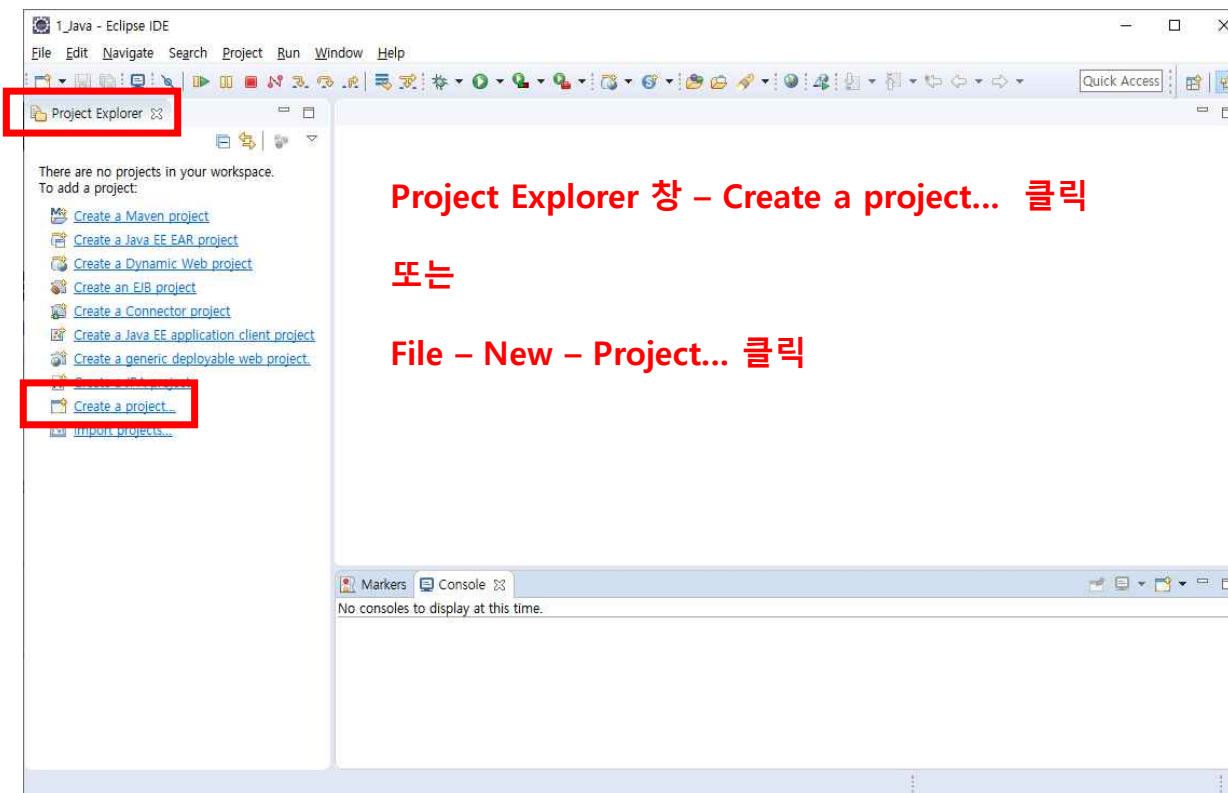 1_Java - Eclipse IDE
File Edit Navigate Search Project Run Window Help
Quick Access
Project Explorer
There are no projects in your workspace.
To add a project:
Create a Maven project
Create a Java EE EAR project
Create a Dynamic Web project
Create an EJB project
Create a Connector project
Create a Java EE application client project
Create a generic deployable web project.
Create a JPA project
Create a project...
Import projects...
Project Explorer 창 – Create a project... 클릭
또는
File – New – Project... 클릭
Markers Console
No consoles to display at this time.